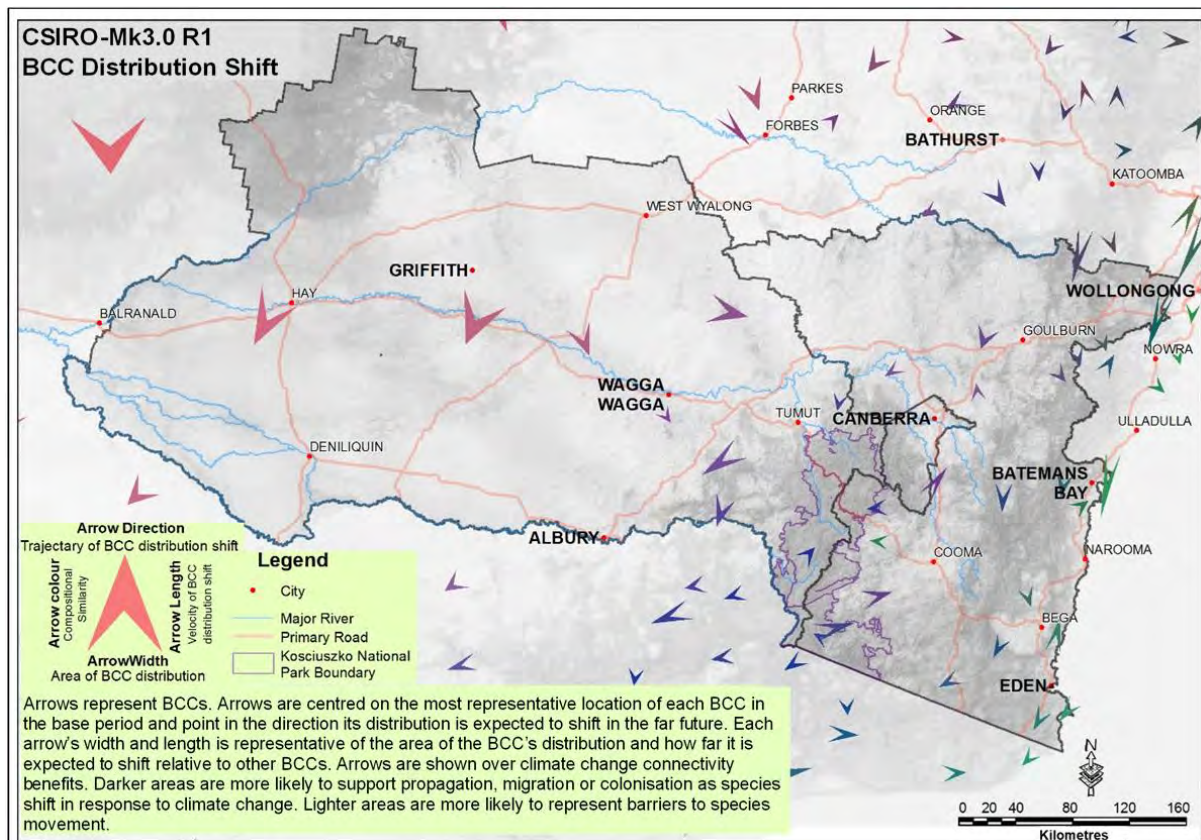 CSIRO-Mk3.0 R1
BCC Distribution Shift
PARKES
FORBES
ORANGE
BATHURST
KATOOMBA
WEST WYALONG
GRIFFITH
HAY
BALRANALD
WOLLONGONG
GOULBURN
NOWRA
WAGGA
WAGGA
TUMUT
CANBERRA
ULLADULLA
DENILIQUIN
BATEMANS
BAY
ALBURY
COOMA
NAROOMA
BEGA
EDEN
Arrow Direction
Trajectory of BCC distribution shift
Arrow colour
Compositional
Similarity
Arrow Length
Velocity of BCC
distribution shift
ArrowWidth
Area of BCC distribution
Legend
City
Major River
Primary Road
Kosciuszko National
Park Boundary
Arrows represent BCCs. Arrows are centred on the most representative location of each BCC in
the base period and point in the direction its distribution is expected to shift in the far future. Each
arrow's width and length is representative of the area of the BCC's distribution and how far it is
expected to shift relative to other BCCs. Arrows are shown over climate change connectivity
benefits. Darker areas are more likely to support propagation, migration or colonisation as species
shift in response to climate change. Lighter areas are more likely to represent barriers to species
movement.
N
0 20 40 80 120 160
Kilometres